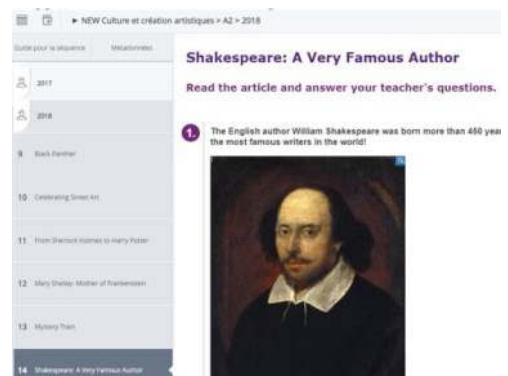 ► NEW Culture et création artistiques > A2 > 2018
Guide pour la séquence Métadonnées
2017
2018
9 Black Panther
10 Celebrating Street Art
11 From Sherlock Holmes to Harry Potter
12 Mary Shelley: Mother of Frankenstein
13 Mystery Train
14 Shakespeare: A Very Famous Author
Shakespeare: A Very Famous Author
Read the article and answer your teacher's questions.
1. The English author William Shakespeare was born more than 450 year
the most famous writers in the world!